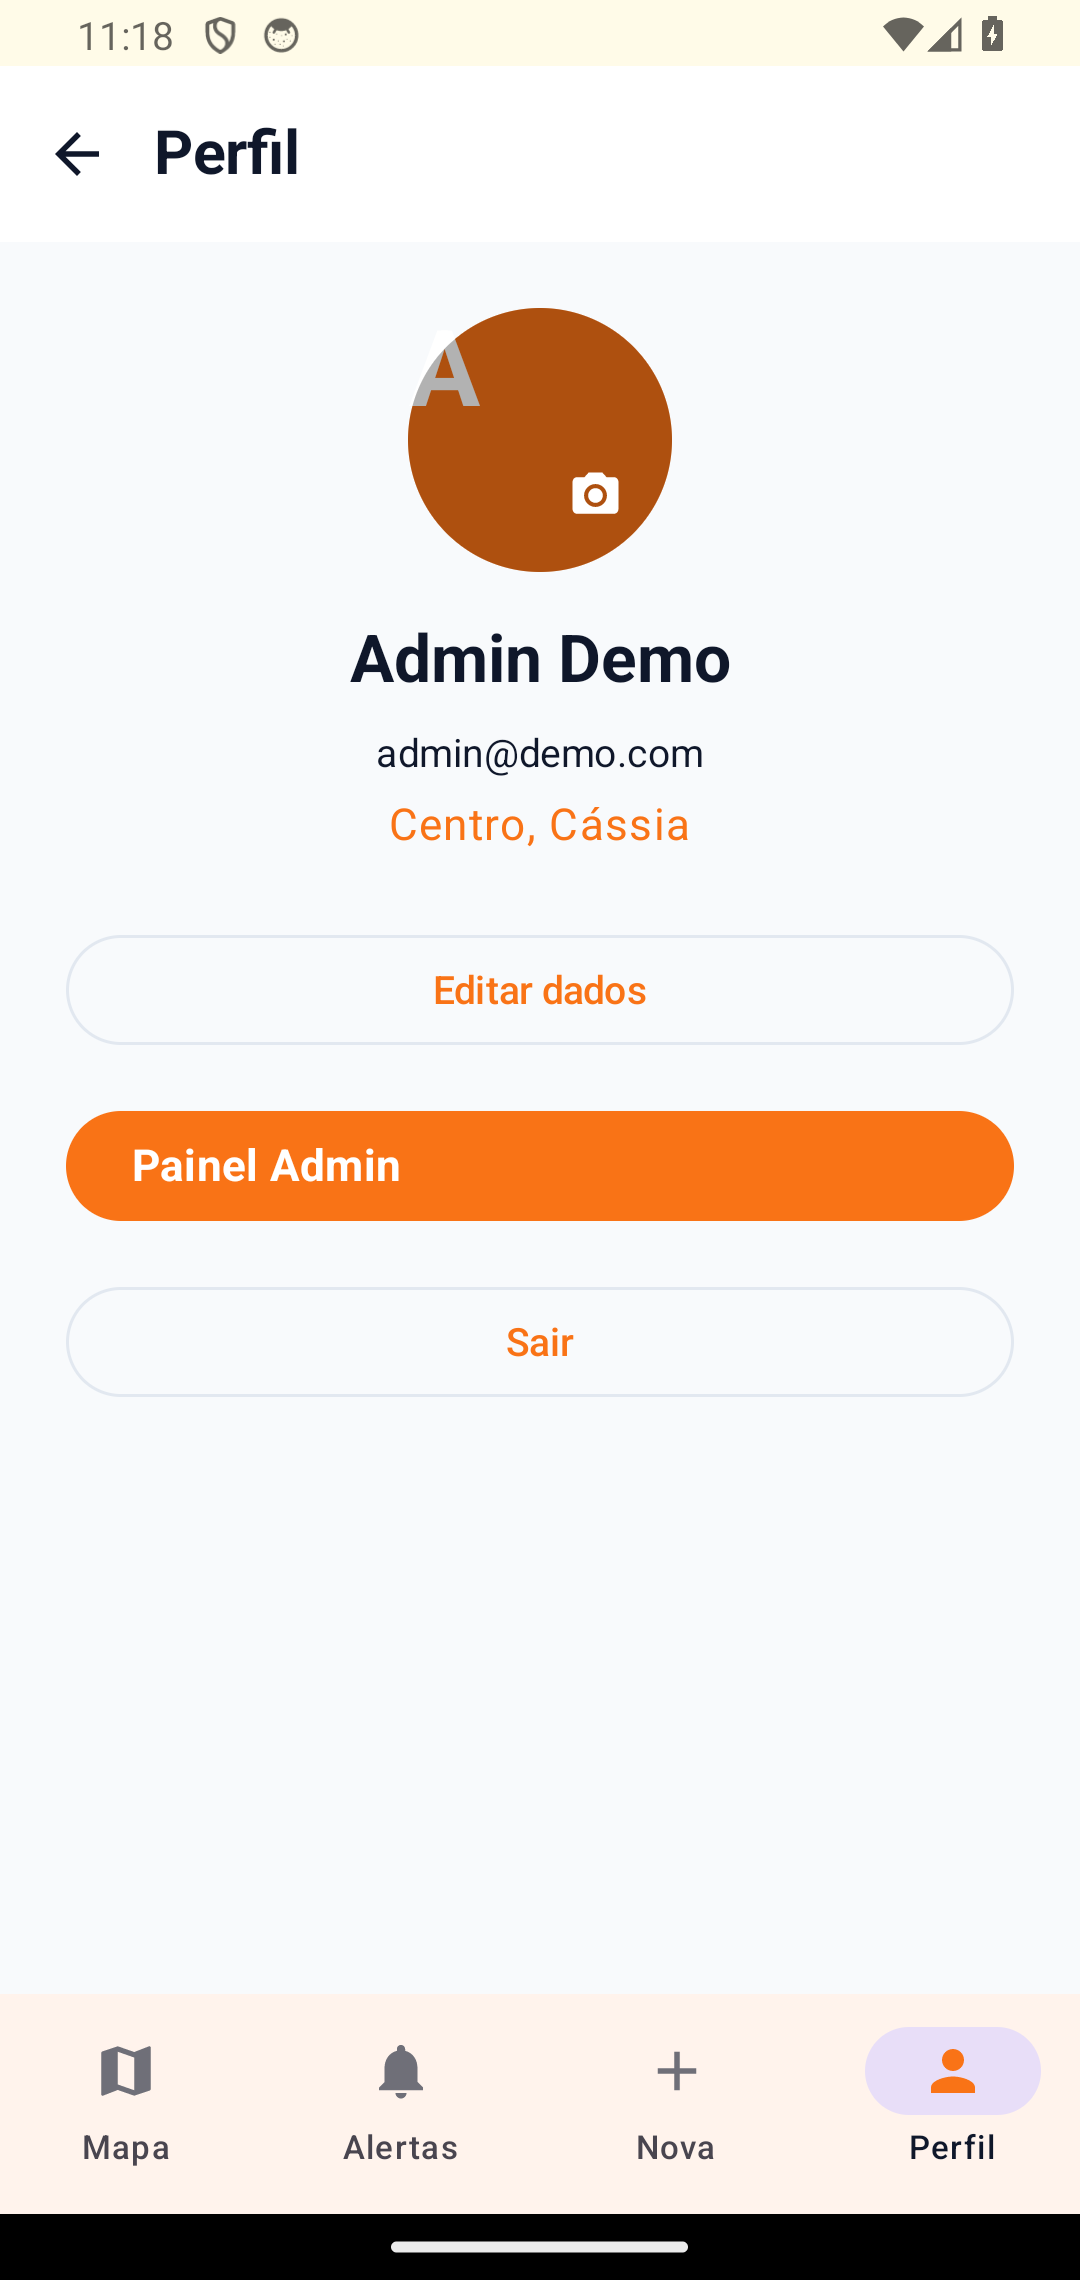 11:18
Perfil
A
Admin Demo
admin@demo.com
Centro, Cássia
Editar dados
Painel Admin
Sair
Mapa
Alertas
Nova
Perfil